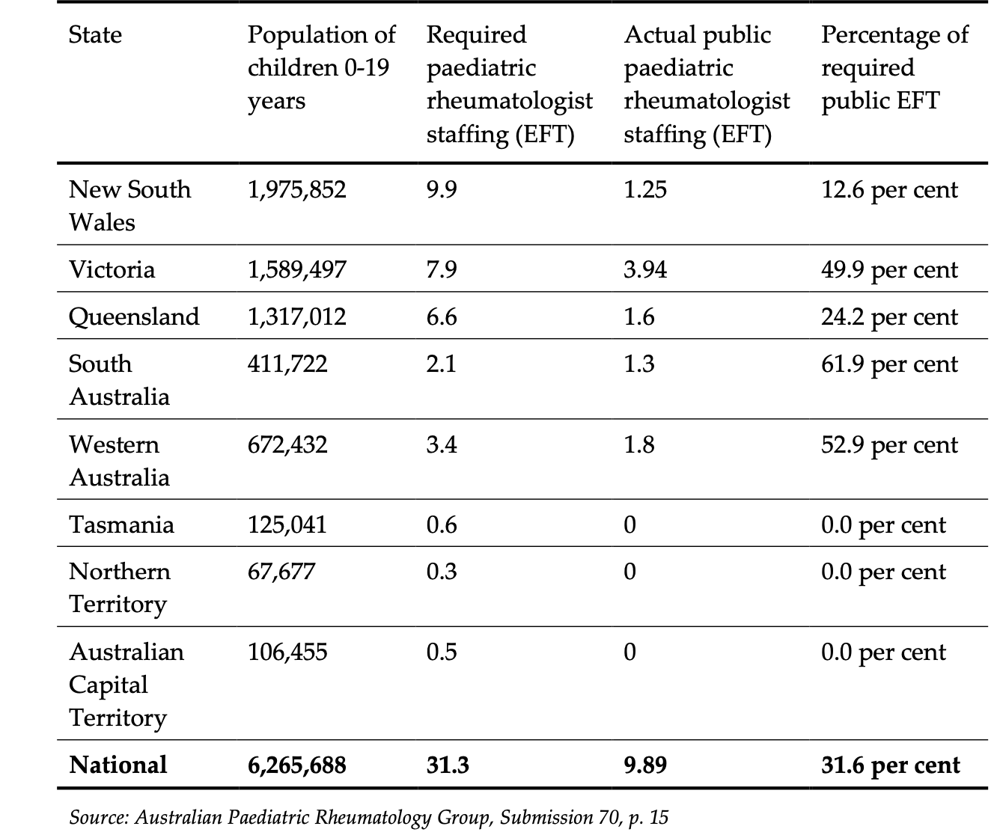 State Population of children 0-19 years Required paediatric rheumatologist staffing (EFT) Actual public paediatric rheumatologist staffing (EFT) Percentage of required public EFT
New South Wales 1,975,852 9.9 1.25 12.6 per cent
Victoria 1,589,497 7.9 3.94 49.9 per cent
Queensland 1,317,012 6.6 1.6 24.2 per cent
South Australia 411,722 2.1 1.3 61.9 per cent
Western Australia 672,432 3.4 1.8 52.9 per cent
Tasmania 125,041 0.6 0 0.0 per cent
Northern Territory 67,677 0.3 0 0.0 per cent
Australian Capital Territory 106,455 0.5 0 0.0 per cent
National 6,265,688 31.3 9.89 31.6 per cent
Source: Australian Paediatric Rheumatology Group, Submission 70, p. 15